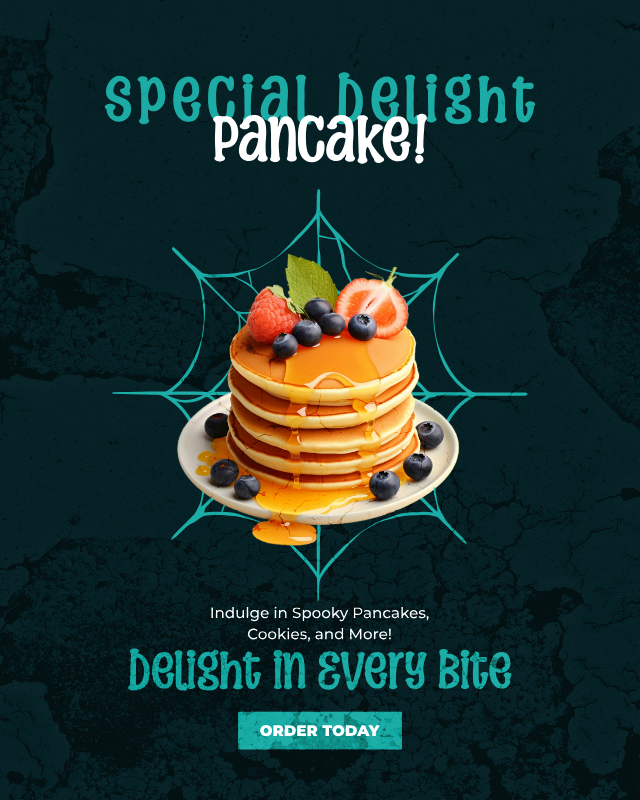 Special Delight
Pancake!
Indulge in Spooky Pancakes,
Cookies, and More!
Delight in Every Bite
ORDER TODAY